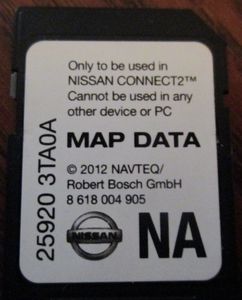 Only to be used in
NISSAN CONNECT2™
Cannot be used in any
other device or PC
MAP DATA
© 2012 NAVTEQ/
Robert Bosch GmbH
8 618 004 905
NISSAN
NA
25920 3TA0A